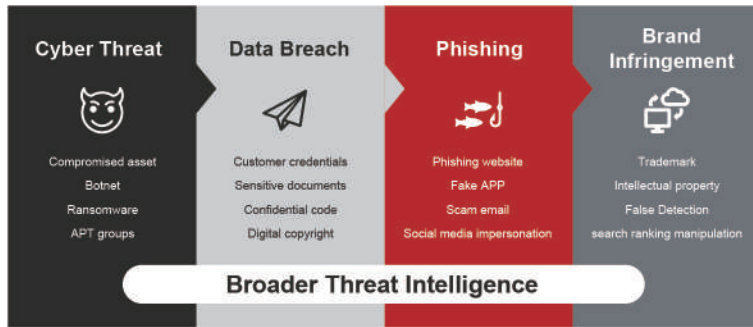 Cyber Threat
Compromised asset
Botnet
Ransomware
APT groups
Data Breach
Customer credentials
Sensitive documents
Confidential code
Digital copyright
Phishing
Phishing website
Fake APP
Scam email
Social media impersonation
Brand
Infringement
Trademark
Intellectual property
False Detection
search ranking manipulation
Broader Threat Intelligence